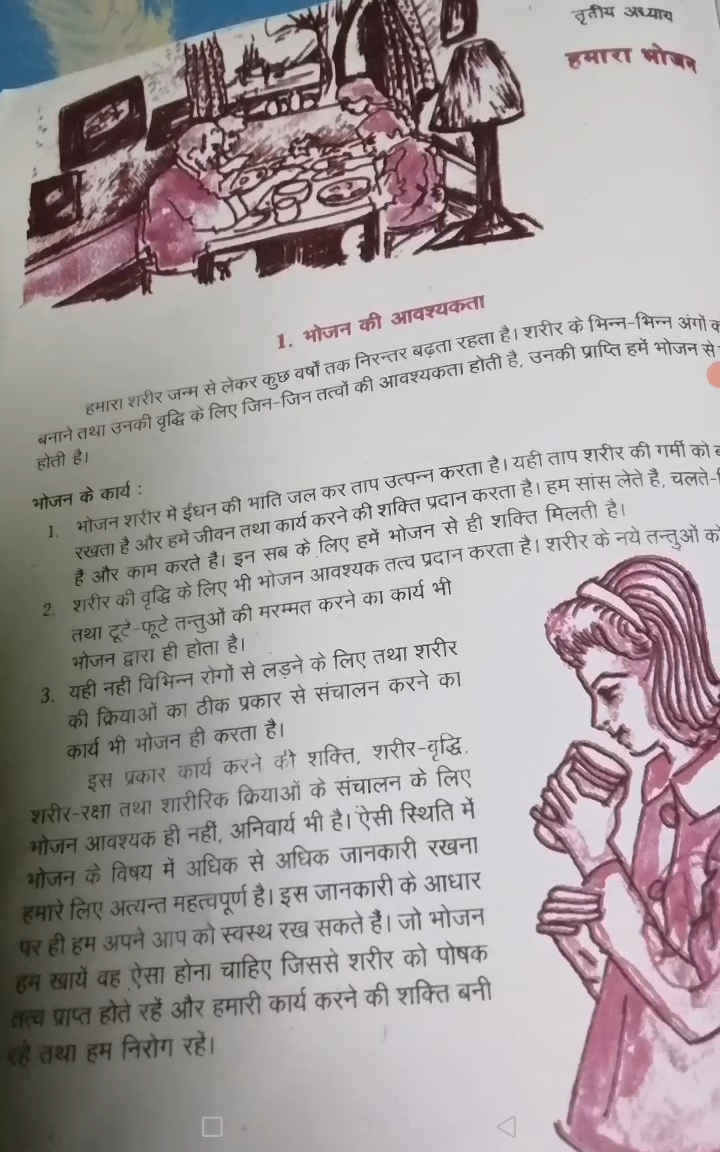 तृतीय अध्याय
हमारा भोजन
1. भोजन की आवश्यकता
हमारा शरीर जन्म से लेकर कुछ वर्षों तक निरन्तर बढ़ता रहता है। शरीर के भिन्न-भिन्न अंगों
बनाने तथा उनकी वृद्धि के लिए जिन-जिन तत्वों की आवश्यकता होती है, उनकी प्राप्ति हमें भोजन से
होती है।
भोजन के कार्य :
1. भोजन शरीर में ईंधन की भांति जल कर ताप उत्पन्न करता है। यही ताप शरीर की गर्मी को
रखता है और हमें जीवन तथा कार्य करने की शक्ति प्रदान करता है। हम सांस लेते है, चलते-
है और काम करते है। इन सब के लिए हमें भोजन से ही शक्ति मिलती है।
2. शरीर की वृद्धि के लिए भी भोजन आवश्यक तत्व प्रदान करता है। शरीर के नये तन्तुओं को
तथा टूटे-फूटे तन्तुओं की मरम्मत करने का कार्य भी
भोजन द्वारा ही होता है।
3. यही नहीं विभिन्न रोगों से लड़ने के लिए तथा शरीर
की क्रियाओं का ठीक प्रकार से संचालन करने का
कार्य भी भोजन ही करता है।
इस प्रकार कार्य करने की शक्ति, शरीर-वृद्धि,
शरीर-रक्षा तथा शारीरिक क्रियाओं के संचालन के लिए
भोजन आवश्यक ही नहीं, अनिवार्य भी है। ऐसी स्थिति में
भोजन के विषय में अधिक से अधिक जानकारी रखना
हमारे लिए अत्यन्त महत्वपूर्ण है। इस जानकारी के आधार
पर ही हम अपने आप को स्वस्थ रख सकते हैं। जो भोजन
हम खायें वह ऐसा होना चाहिए जिससे शरीर को पोषक
तत्व प्राप्त होते रहें और हमारी कार्य करने की शक्ति बनी
रहे तथा हम निरोग रहें।